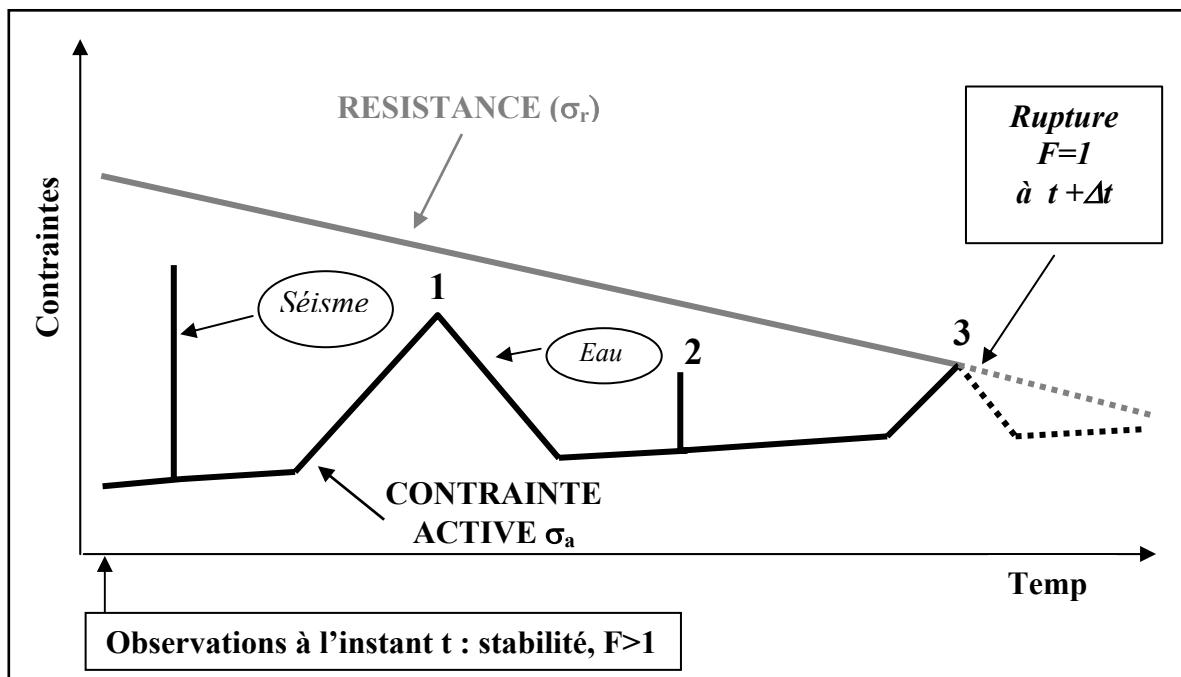 RESISTANCE (σr)
Rupture
F=1
à t +Δt
Contraintes
Séisme
1
Eau
2
3
CONTRAINTE
ACTIVE σa
Temp
Observations à l’instant t : stabilité, F>1